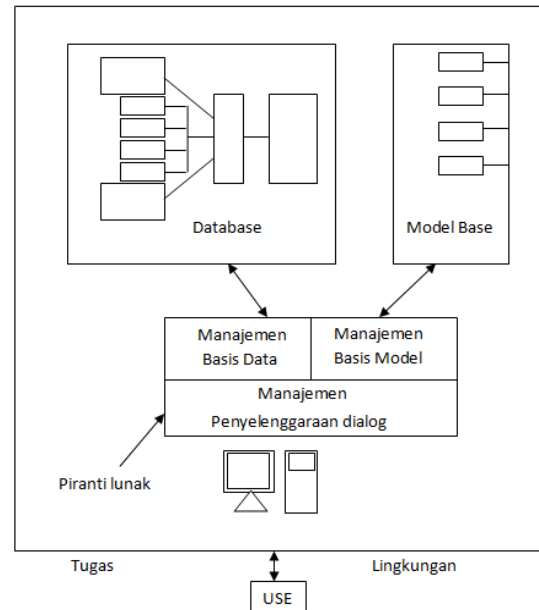 Database
Model Base
Manajemen
Basis Data
Manajemen
Basis Model
Manajemen
Penyelenggaraan dialog
Piranti lunak
Tugas
Lingkungan
USE